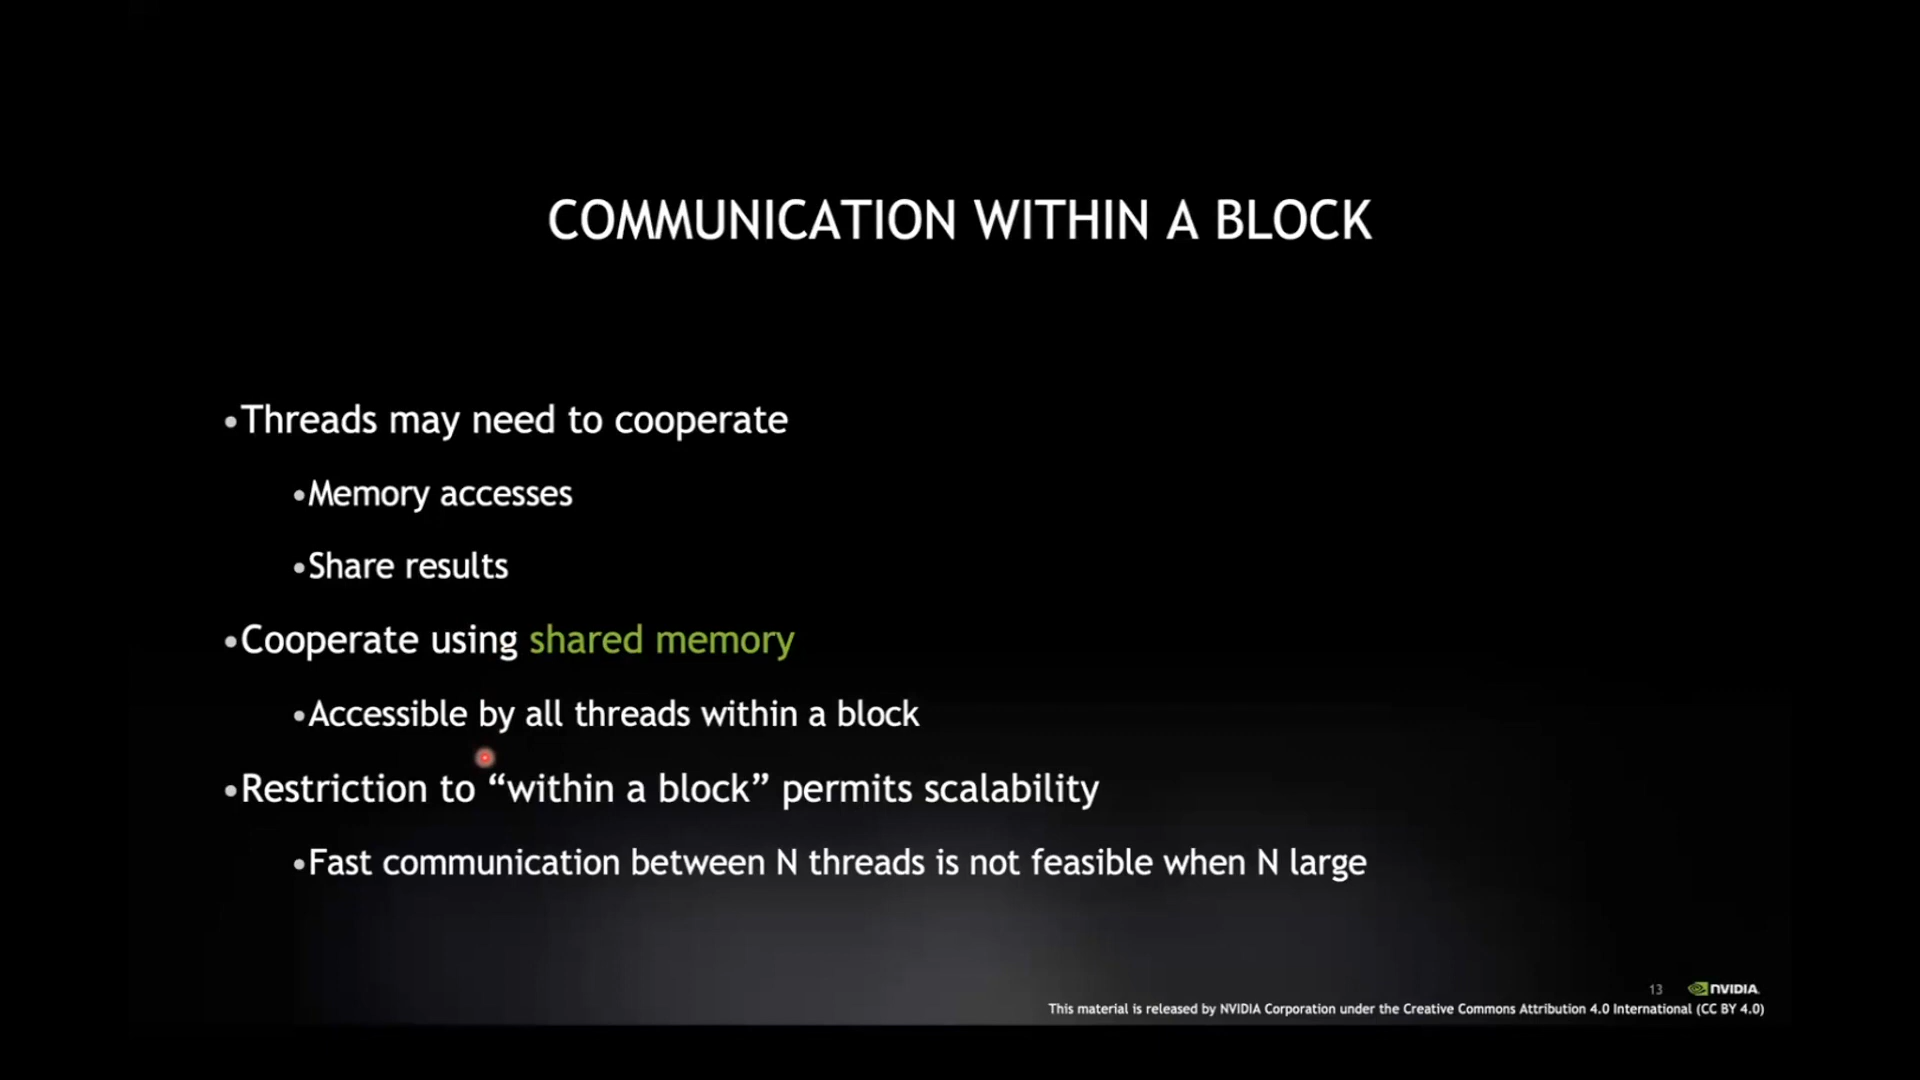 COMMUNICATION WITHIN A BLOCK
•Threads may need to cooperate
•Memory accesses
•Share results
•Cooperate using shared memory
•Accessible by all threads within a block
•Restriction to “within a block” permits scalability
•Fast communication between N threads is not feasible when N large
13 NVIDIA.
This material is released by NVIDIA Corporation under the Creative Commons Attribution 4.0 International (CC BY 4.0)